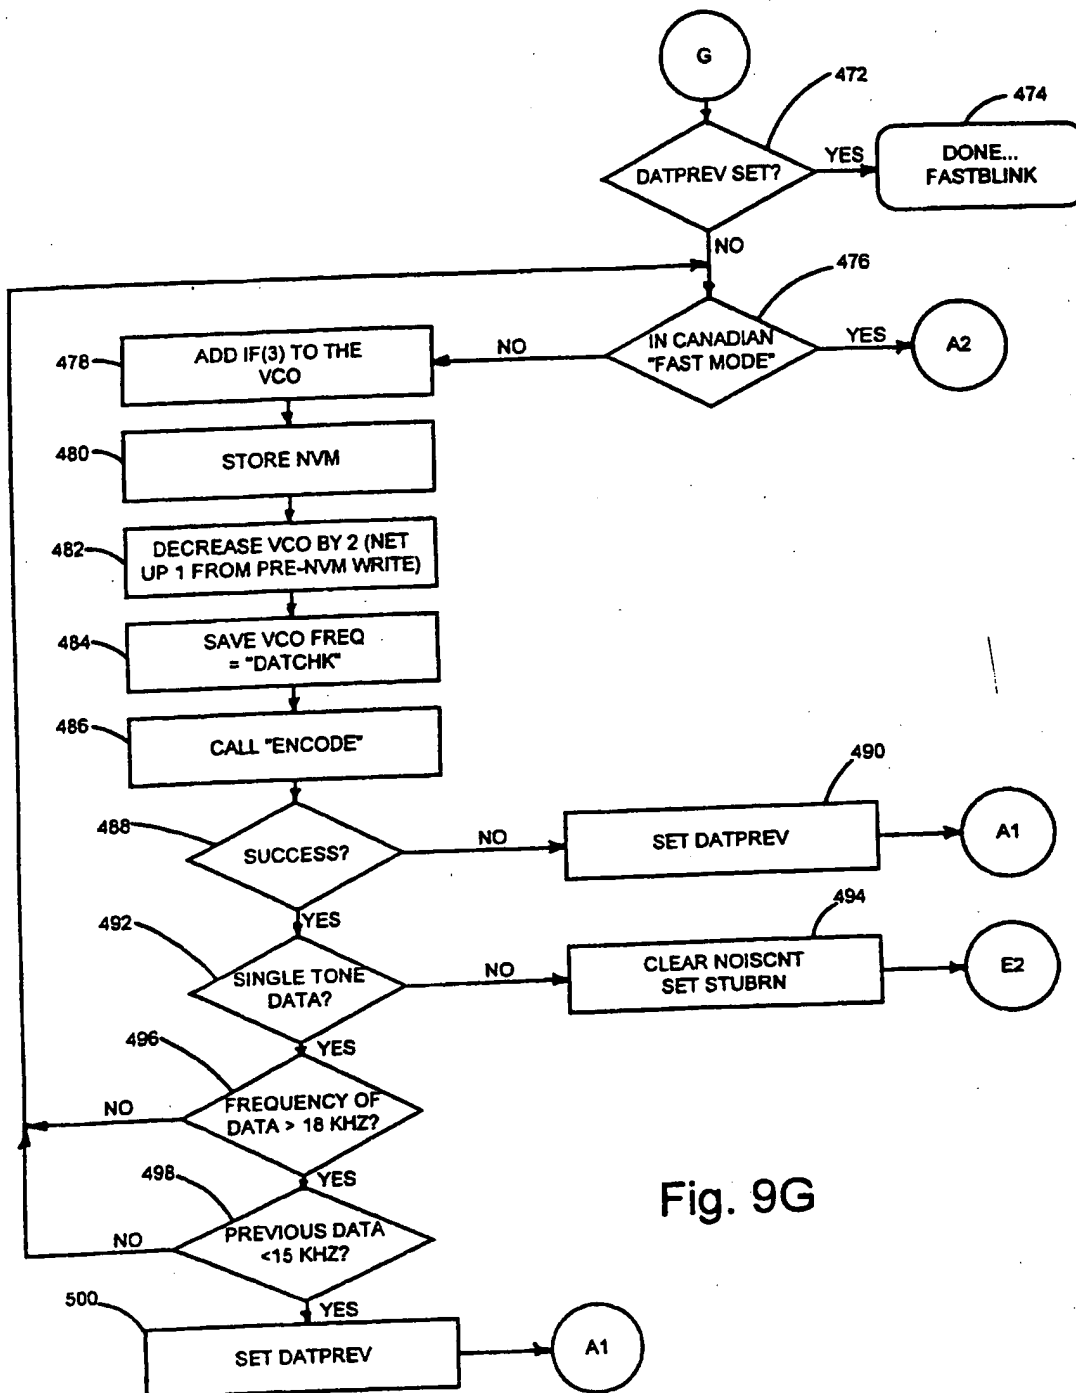 G
472
474
DATPREV SET?
YES
DONE...
FASTBLINK
NO
476
IN CANADIAN
"FAST MODE"
YES
A2
NO
478
ADD IF(3) TO THE
VCO
480
STORE NVM
482
DECREASE VCO BY 2 (NET
UP 1 FROM PRE-NVM WRITE)
484
SAVE VCO FREQ
= "DATCHK"
486
CALL "ENCODE"
488
SUCCESS?
NO
490
SET DATPREV
A1
YES
492
SINGLE TONE
DATA?
NO
494
CLEAR NOISCNT
SET STUBRN
E2
YES
496
FREQUENCY OF
DATA > 18 KHZ?
NO
YES
498
PREVIOUS DATA
<15 KHZ?
NO
YES
500
SET DATPREV
A1
Fig. 9G